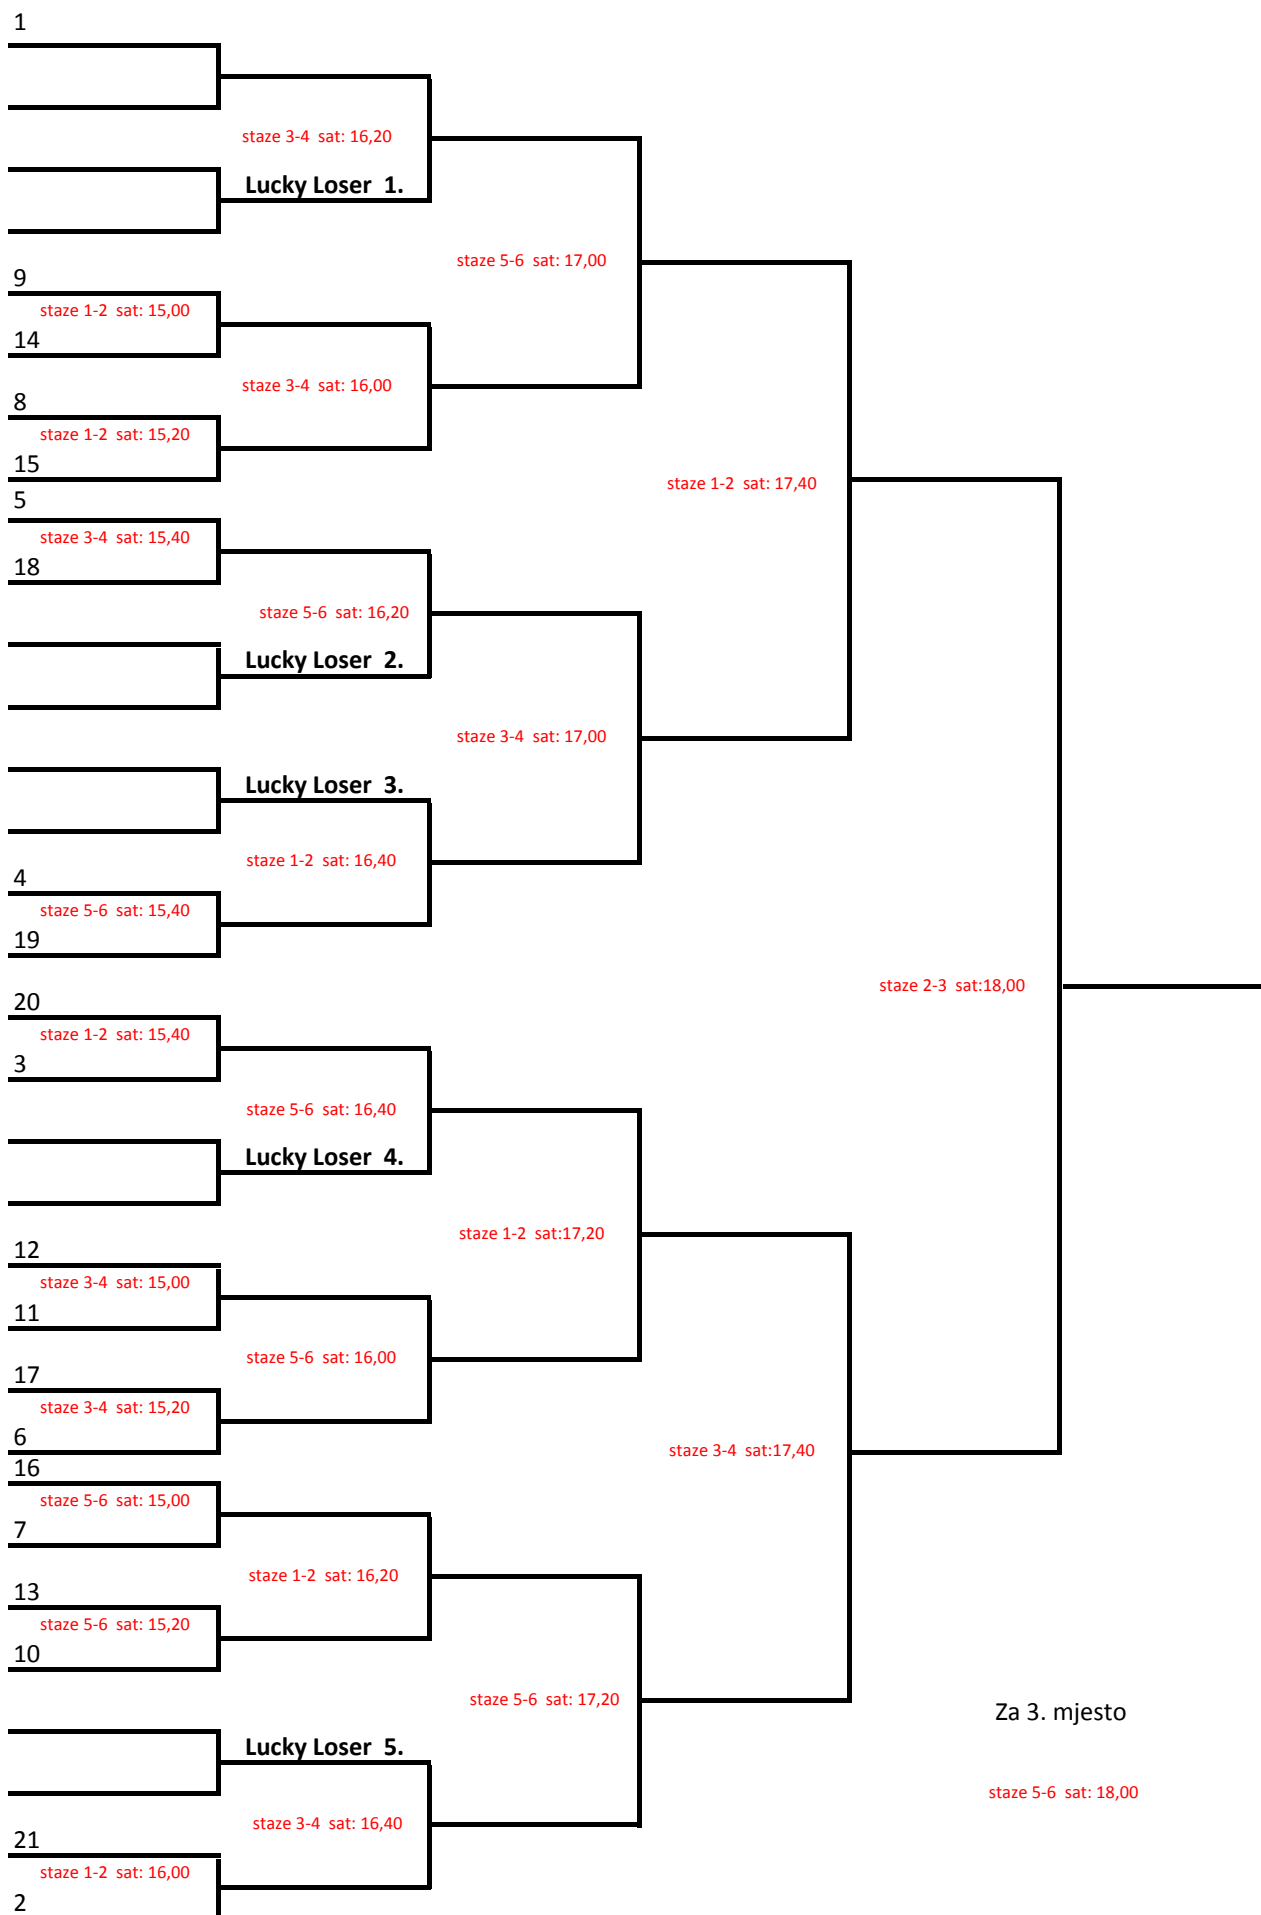 1
staze 3-4  sat: 16,20
Lucky Loser  1.
staze 5-6  sat: 17,00
9
staze 1-2  sat: 15,00
14
staze 3-4  sat: 16,00
8
staze 1-2  sat: 15,20
15
staze 1-2  sat: 17,40
5
staze 3-4  sat: 15,40
18
staze 5-6  sat: 16,20
Lucky Loser  2.
staze 3-4  sat: 17,00
Lucky Loser  3.
staze 1-2  sat: 16,40
4
staze 5-6  sat: 15,40
19
staze 2-3  sat:18,00
20
staze 1-2  sat: 15,40
3
staze 5-6  sat: 16,40
Lucky Loser  4.
staze 1-2  sat:17,20
12
staze 3-4  sat: 15,00
11
staze 5-6  sat: 16,00
17
staze 3-4  sat: 15,20
6
staze 3-4  sat:17,40
16
staze 5-6  sat: 15,00
7
staze 1-2  sat: 16,20
13
staze 5-6  sat: 15,20
10
staze 5-6  sat: 17,20
Za 3. mjesto
Lucky Loser  5.
staze 5-6  sat: 18,00
staze 3-4  sat: 16,40
21
staze 1-2  sat: 16,00
2